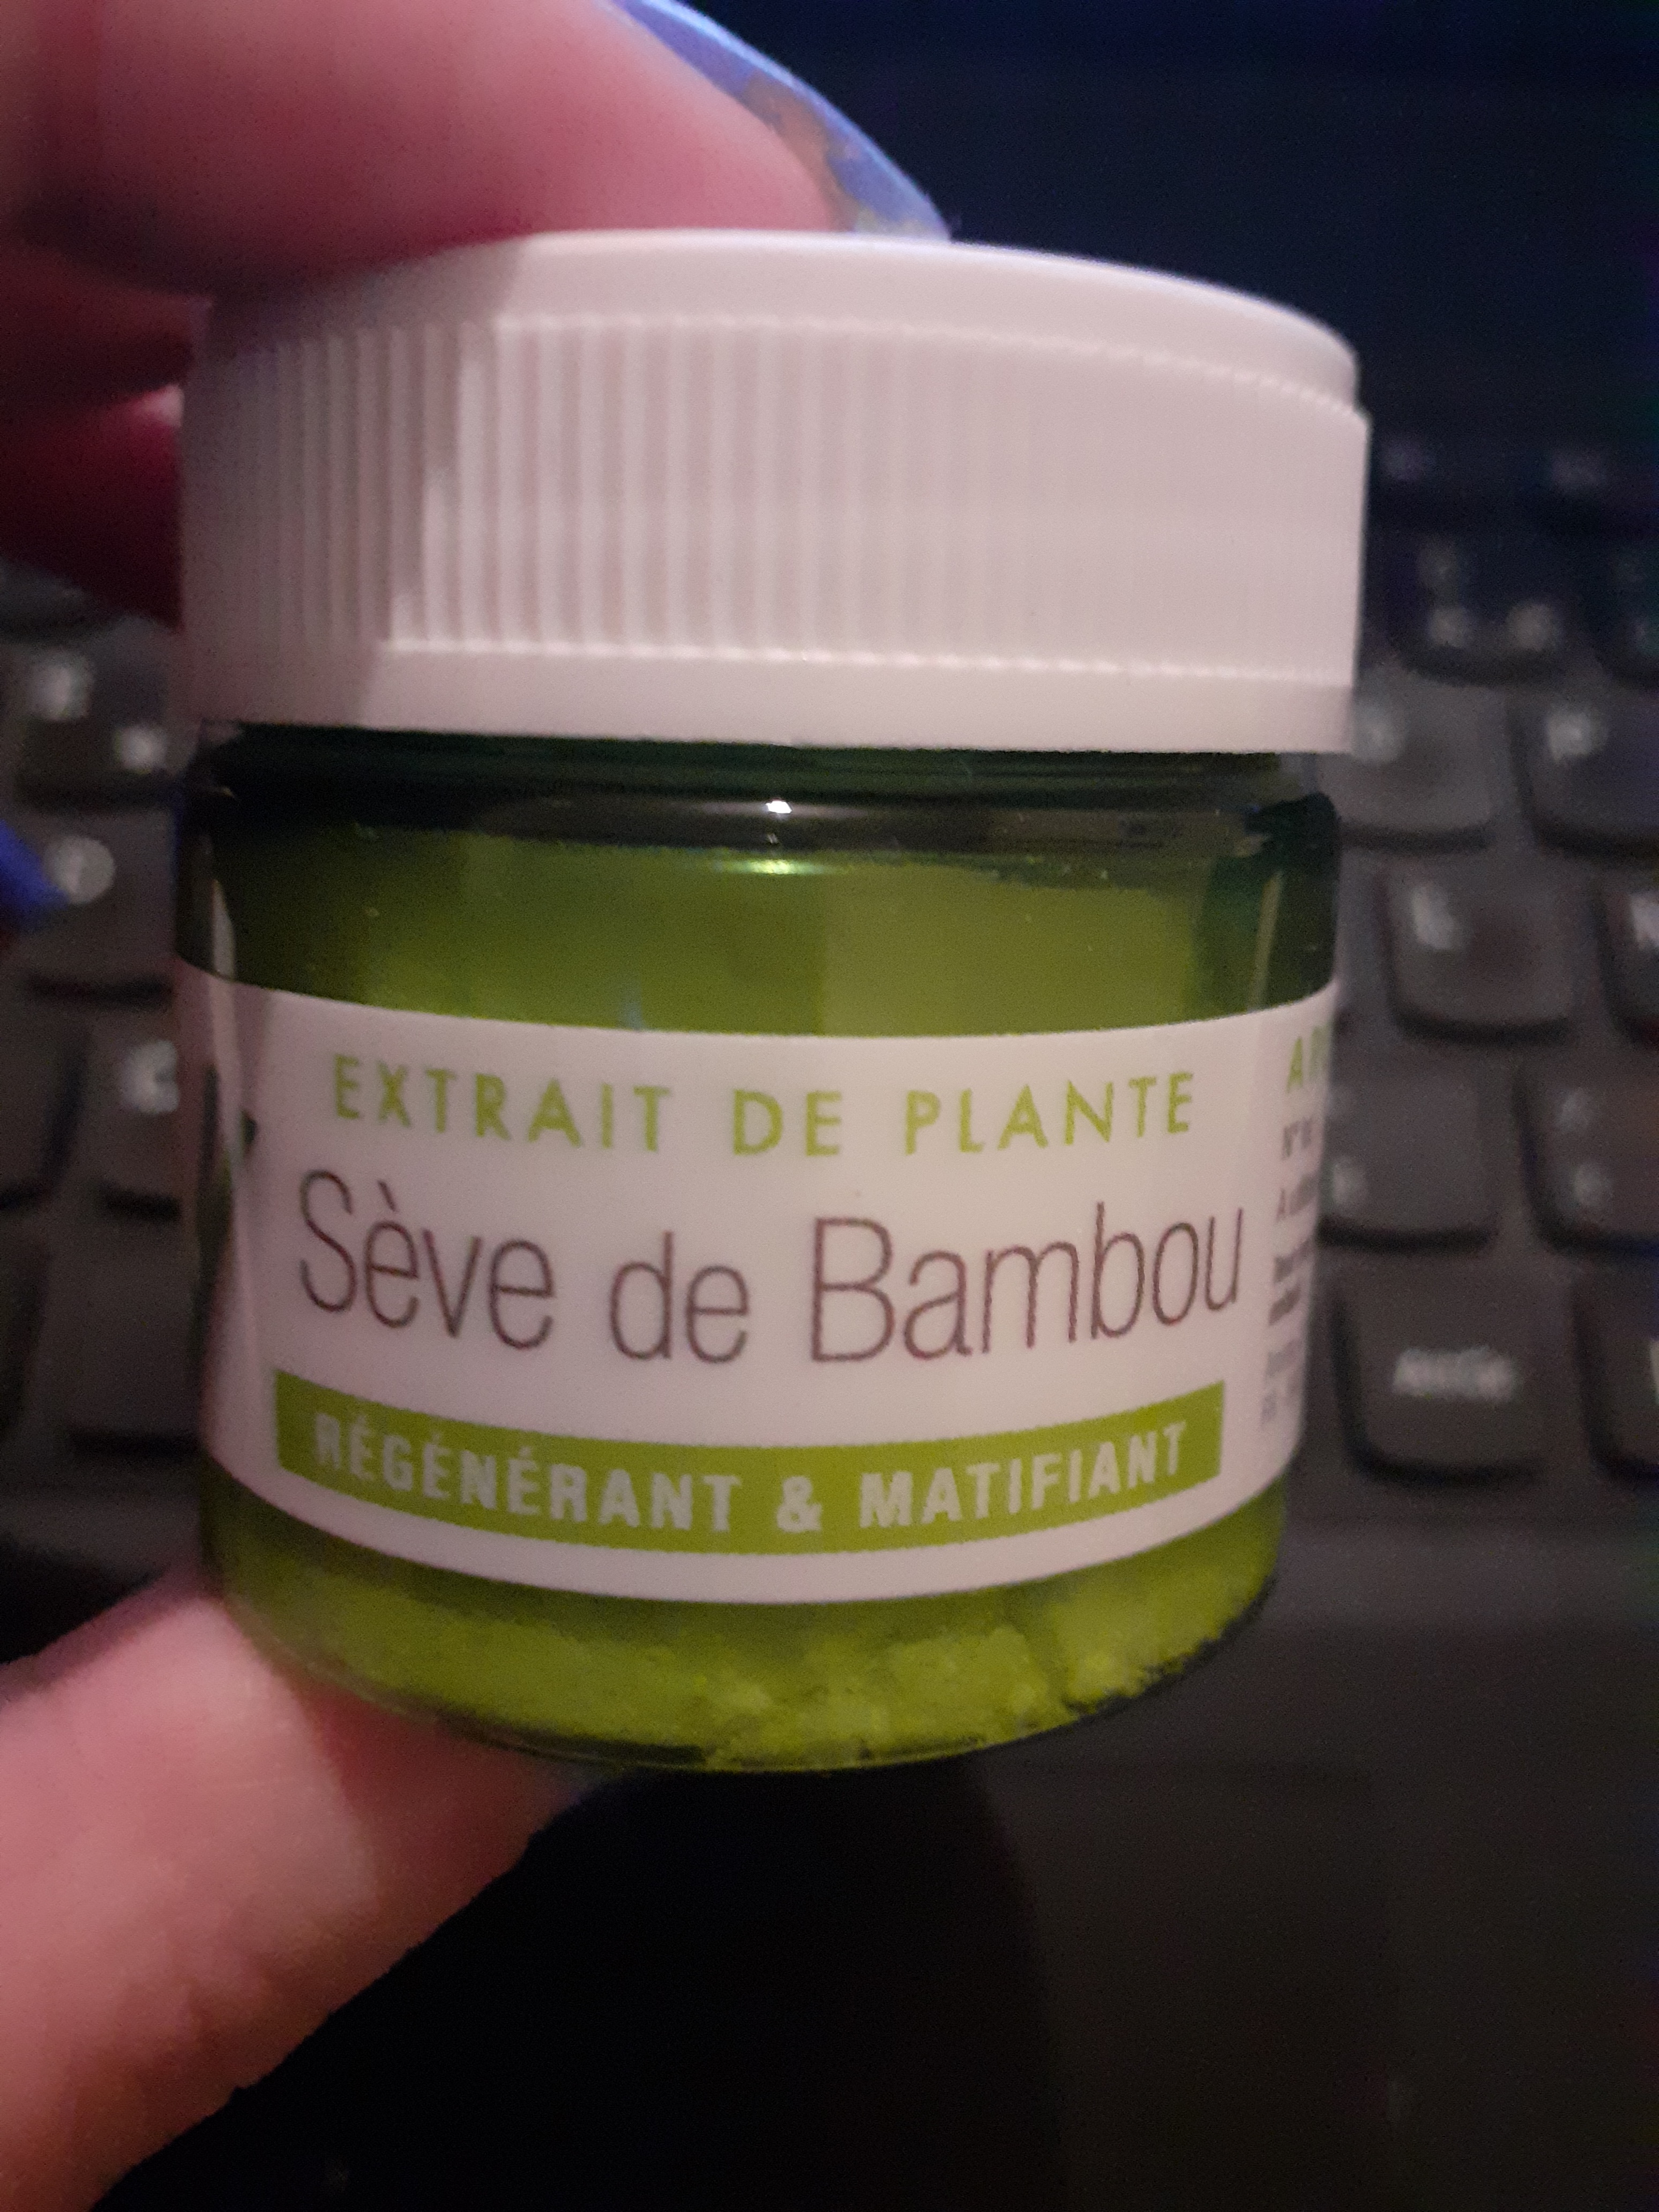 EXTRAIT DE PLANTE
Sève de Bambou
RÉGÉNÉRANT & MATIFIANT